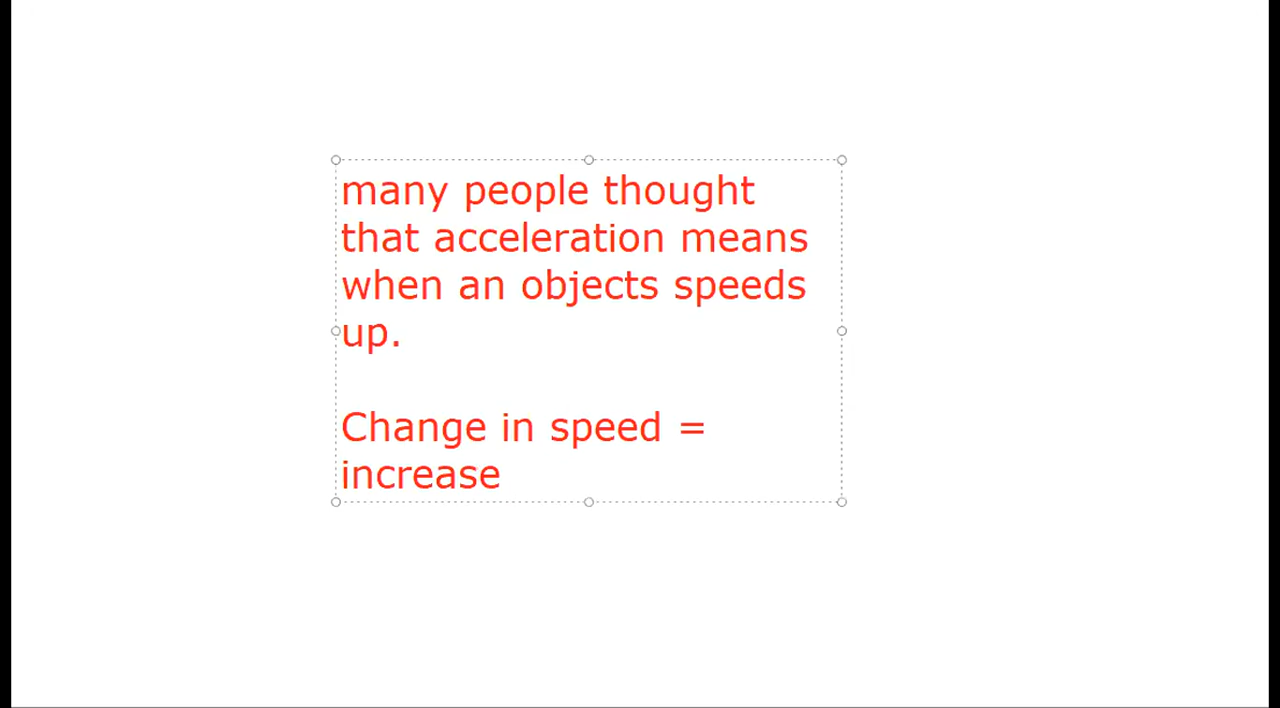 many people thought
that acceleration means
when an objects speeds
up.
Change in speed =
increase